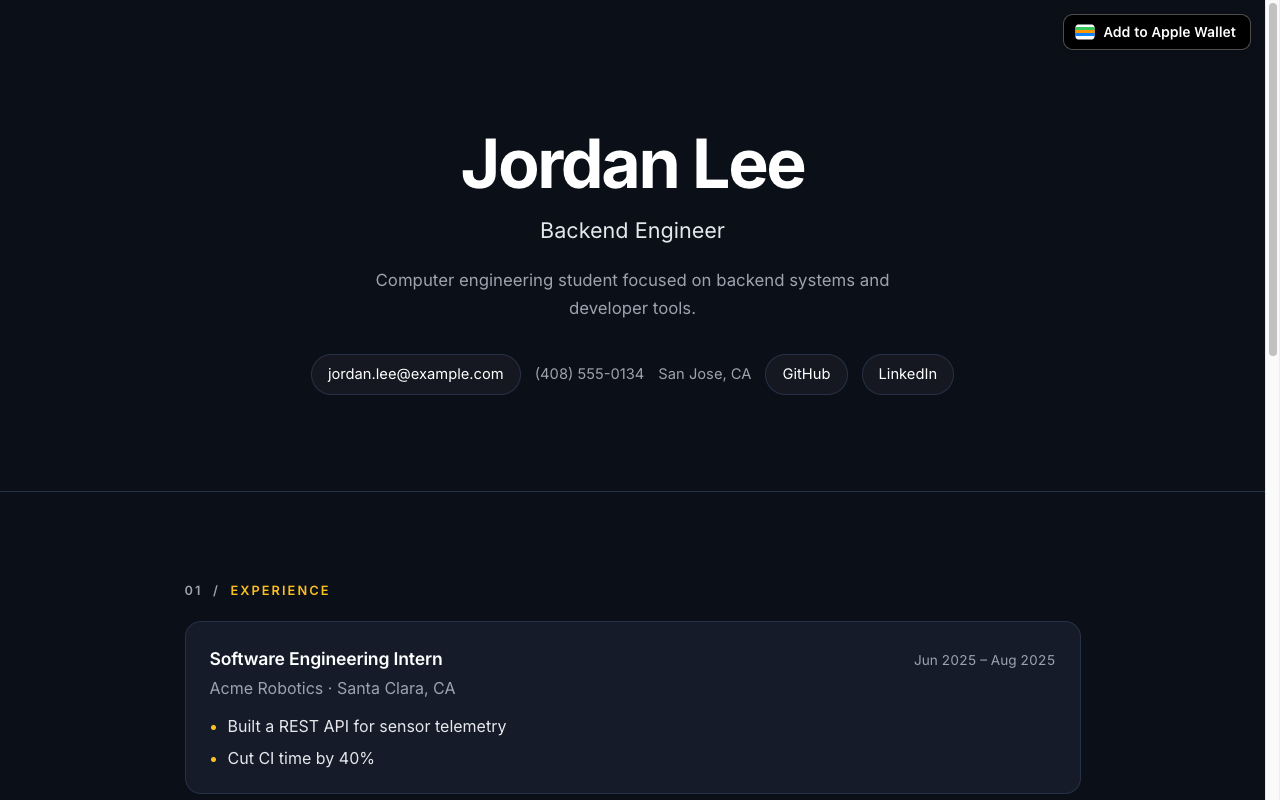 Add to Apple Wallet
Jordan Lee
Backend Engineer
Computer engineering student focused on backend systems and
developer tools.
jordan.lee@example.com (408) 555-0134 San Jose, CA GitHub LinkedIn
01 / EXPERIENCE
Software Engineering Intern Jun 2025 – Aug 2025
Acme Robotics · Santa Clara, CA
• Built a REST API for sensor telemetry
• Cut CI time by 40%